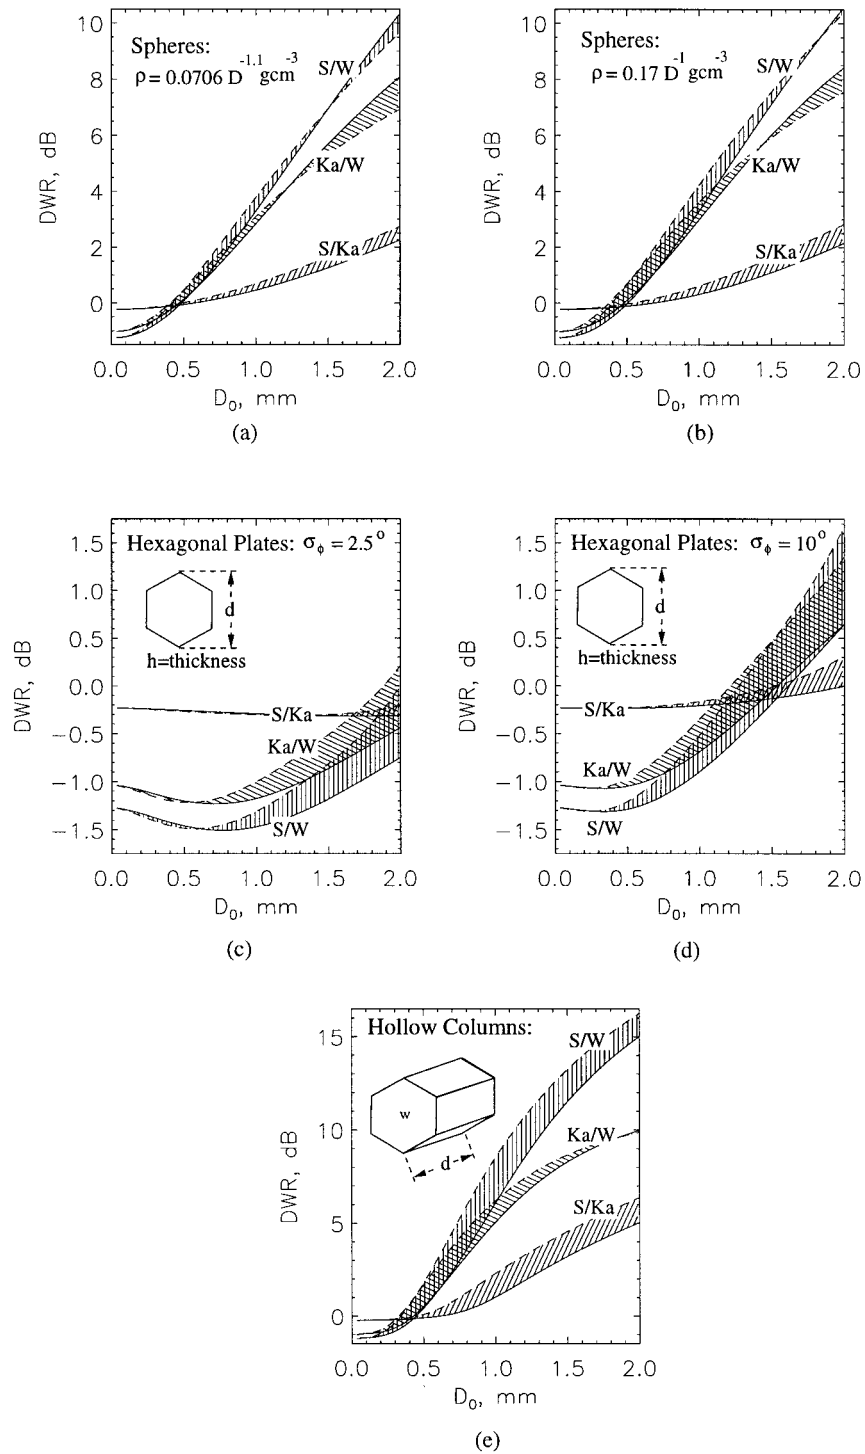 10
8
6
4
2
0
DWR, dB
Spheres:
ρ = 0.0706 D^-1.1 gcm^-3
S/W
Ka/W
S/Ka
0.0 0.5 1.0 1.5 2.0
D₀, mm
(a)
10
8
6
4
2
0
DWR, dB
Spheres:
ρ = 0.17 D^-1 gcm^-3
S/W
Ka/W
S/Ka
0.0 0.5 1.0 1.5 2.0
D₀, mm
(b)
1.5
1.0
0.5
0.0
−0.5
−1.0
−1.5
DWR, dB
Hexagonal Plates: σ_ϕ = 2.5°
d
h=thickness
S/Ka
Ka/W
S/W
0.0 0.5 1.0 1.5 2.0
D₀, mm
(c)
1.5
1.0
0.5
0.0
−0.5
−1.0
−1.5
DWR, dB
Hexagonal Plates: σ_ϕ = 10°
d
h=thickness
S/Ka
Ka/W
S/W
0.0 0.5 1.0 1.5 2.0
D₀, mm
(d)
15
10
5
0
DWR, dB
Hollow Columns:
w
d
S/W
Ka/W
S/Ka
0.0 0.5 1.0 1.5 2.0
D₀, mm
(e)